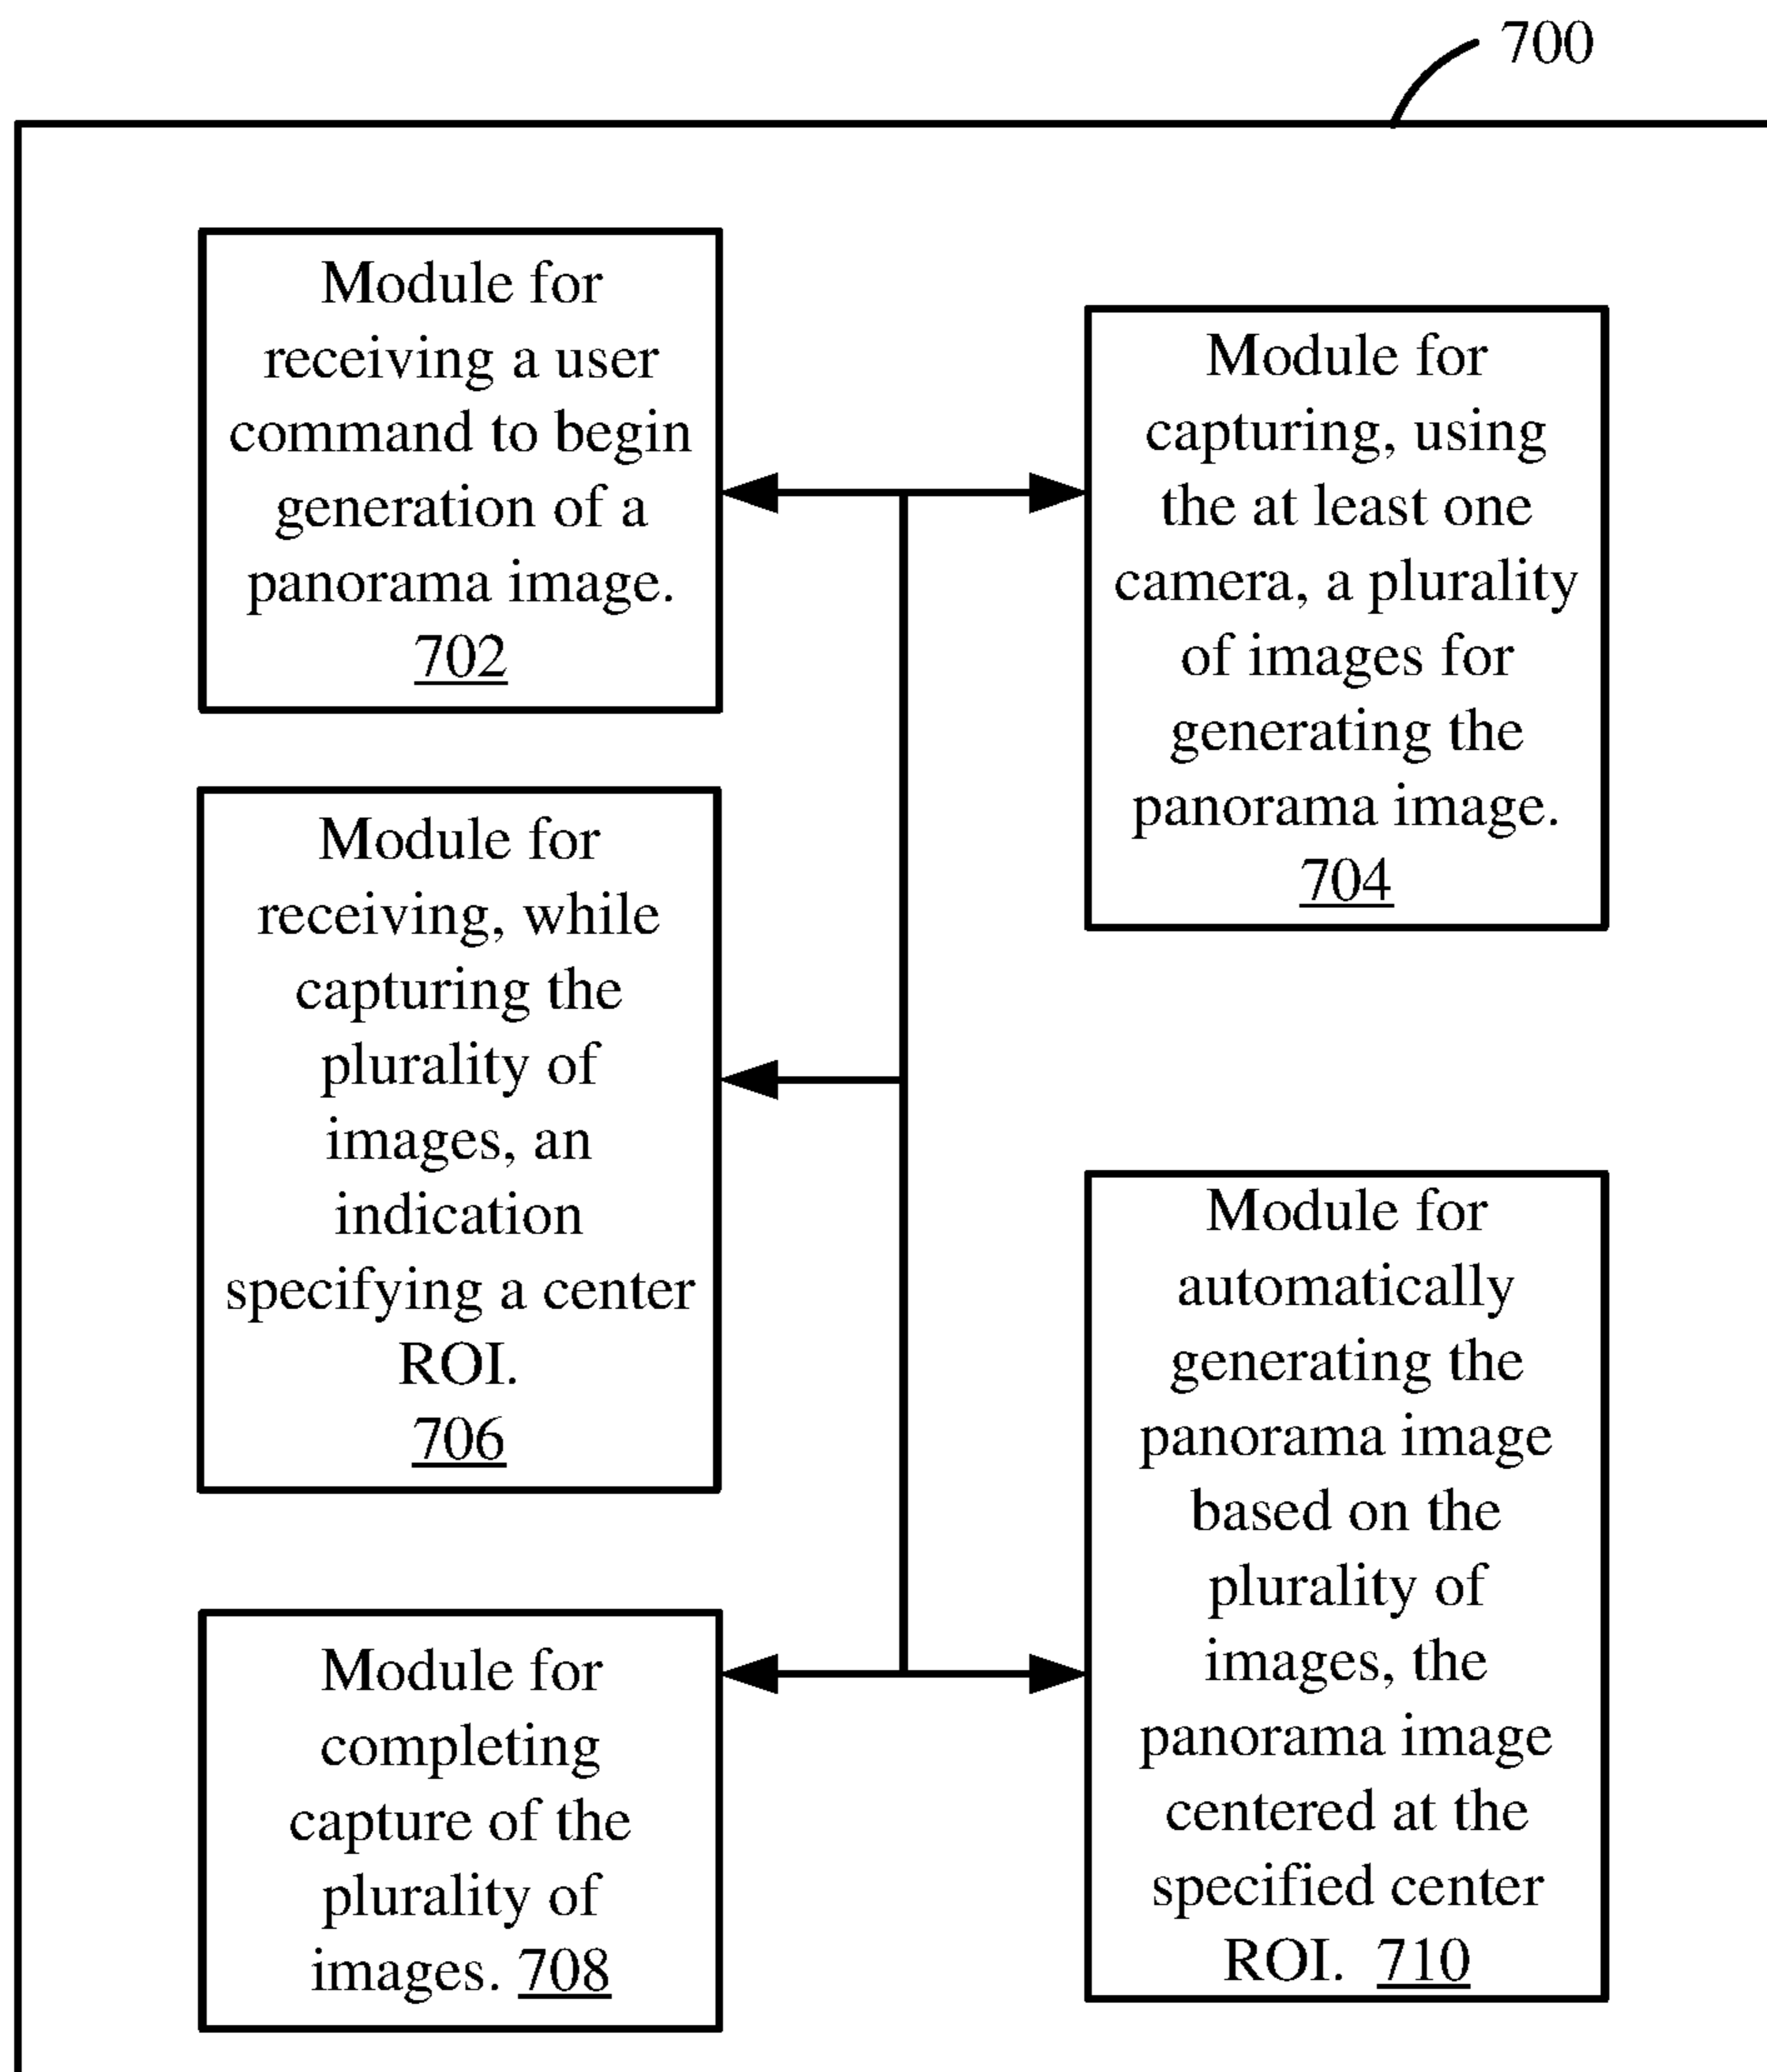 700
Module for
receiving a user
command to begin
generation of a
panorama image.
702
Module for
capturing, using
the at least one
camera, a plurality
of images for
generating the
panorama image.
704
Module for
receiving, while
capturing the
plurality of
images, an
indication
specifying a center
ROI.
706
Module for
automatically
generating the
panorama image
based on the
plurality of
images, the
panorama image
centered at the
specified center
ROI. 710
Module for
completing
capture of the
plurality of
images. 708